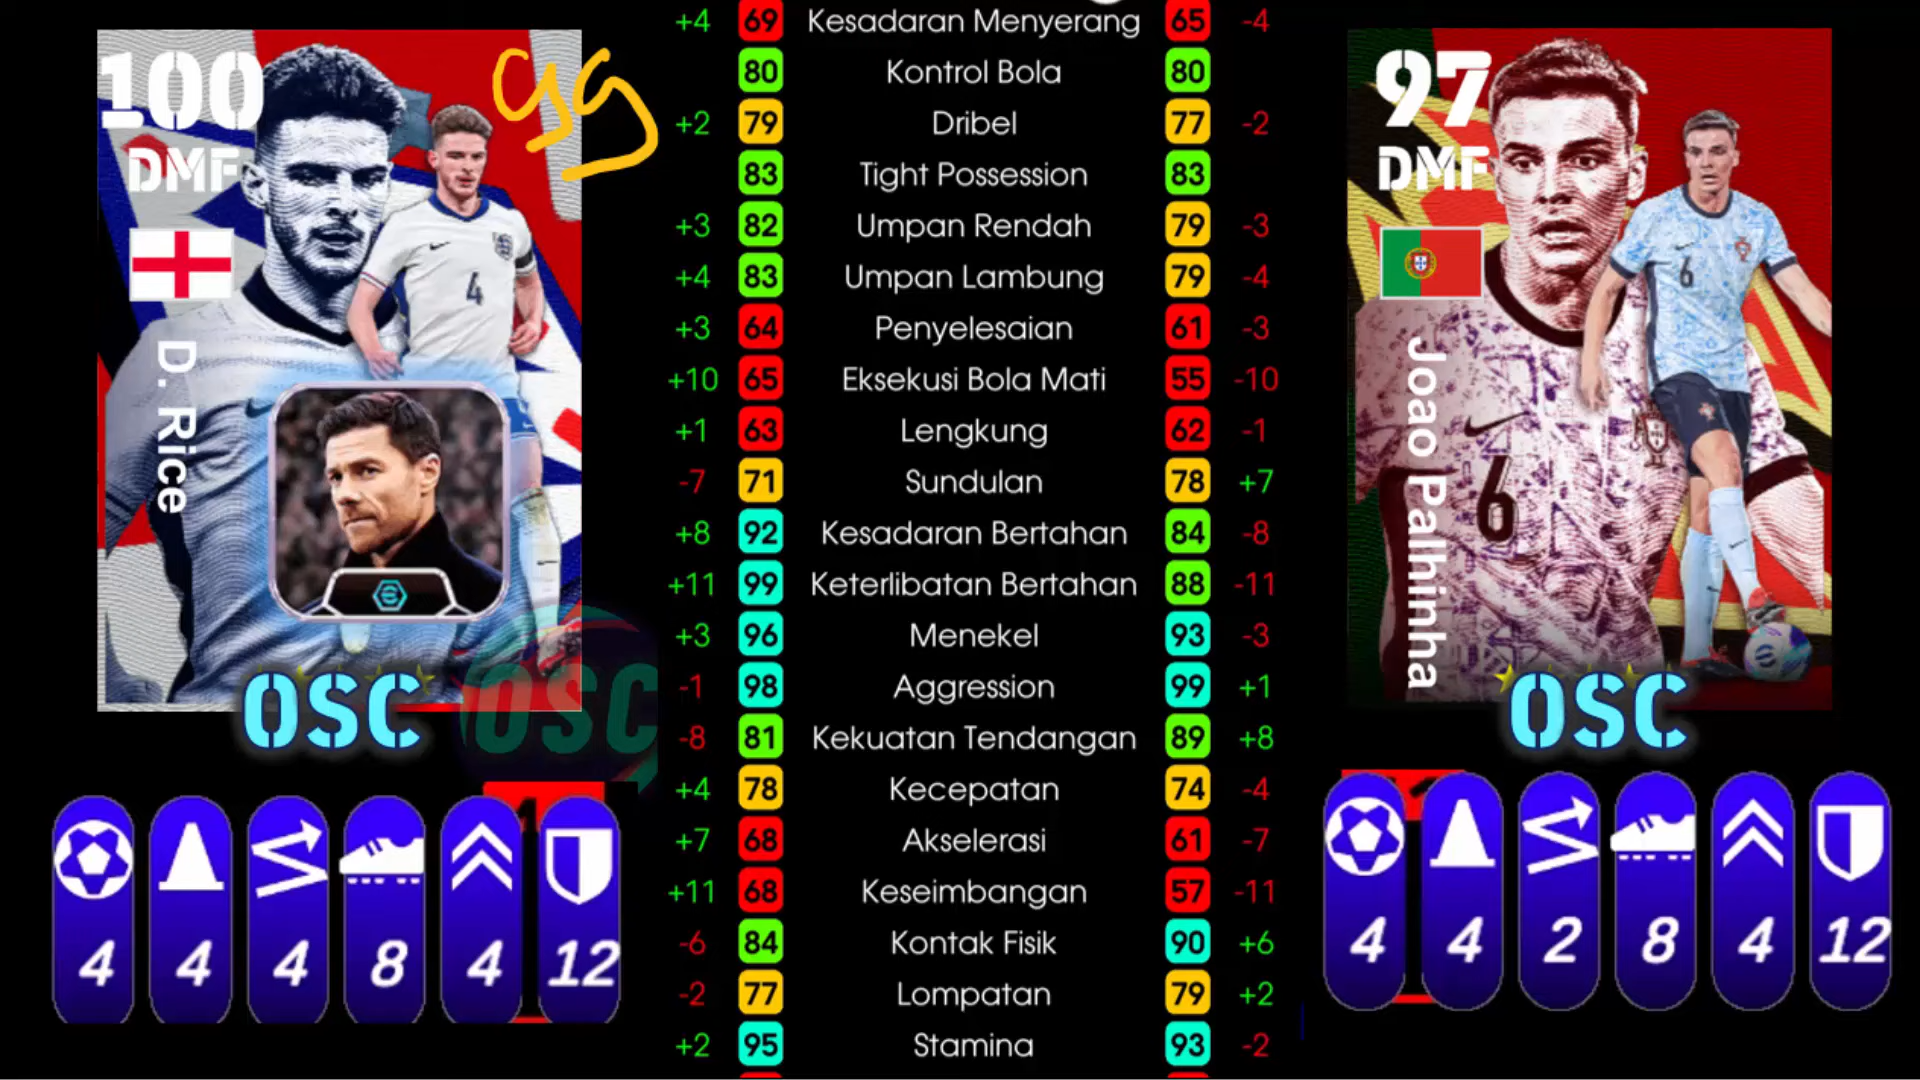 100
DMF
D. Rice
gg
4
OSC
OSC
4 4 4 8 4 12
+4 69 Kesadaran Menyerang 65 -4
80 Kontrol Bola 80
+2 79 Dribel 77 -2
83 Tight Possession 83
+3 82 Umpan Rendah 79 -3
+4 83 Umpan Lambung 79 -4
+3 64 Penyelesaian 61 -3
+10 65 Eksekusi Bola Mati 55 -10
+1 63 Lengkung 62 -1
-7 71 Sundulan 78 +7
+8 92 Kesadaran Bertahan 84 -8
+11 99 Keterlibatan Bertahan 88 -11
+3 96 Menekel 93 -3
-1 98 Aggression 99 +1
-8 81 Kekuatan Tendangan 89 +8
+4 78 Kecepatan 74 -4
+7 68 Akselerasi 61 -7
+11 68 Keseimbangan 57 -11
-6 84 Kontak Fisik 90 +6
-2 77 Lompatan 79 +2
+2 95 Stamina 93 -2
97
DMF
Joao Palhinha
6
6
OSC
4 4 2 8 4 12